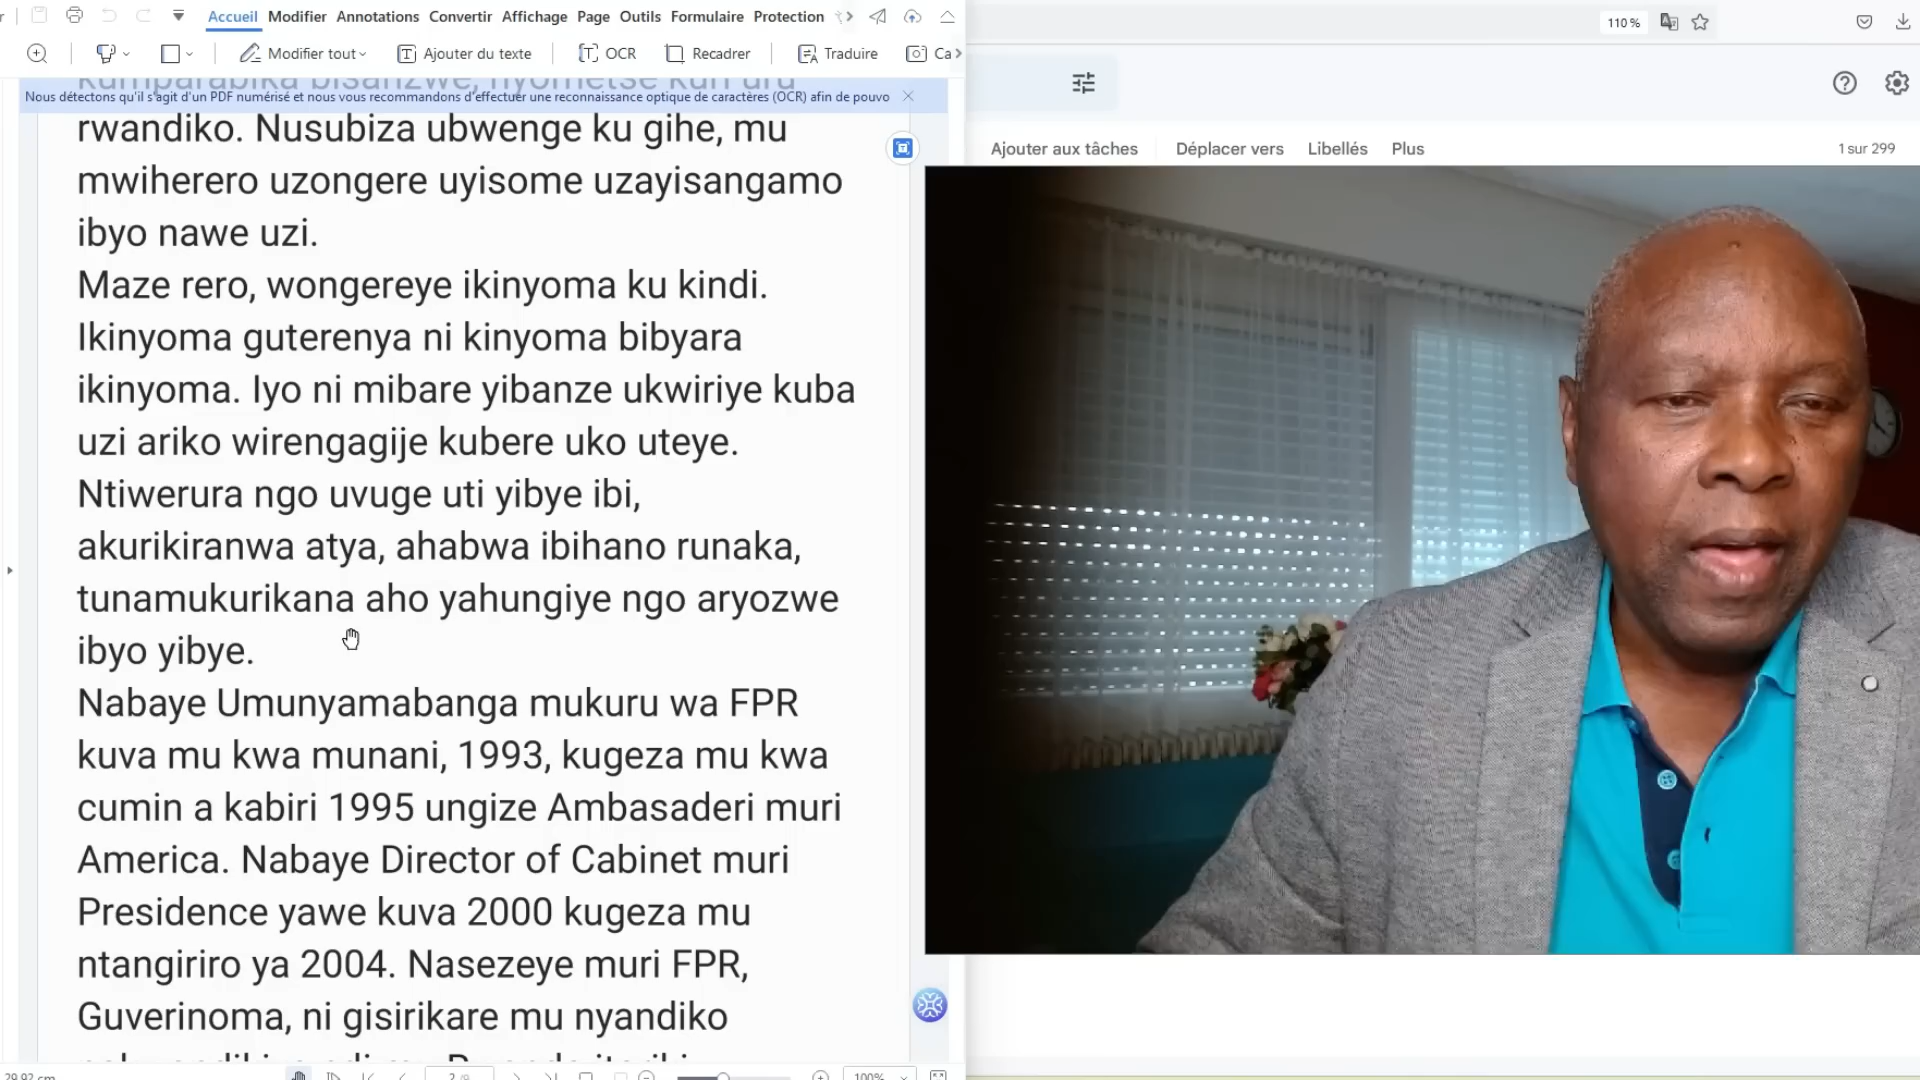 Accueil Modifier Annotations Convertir Affichage Page Outils Formulaire Protection
Modifier tout Ajouter du texte OCR Recadrer Traduire Ca
Nous détectons qu'il s'agit d'un PDF numérisé et nous vous recommandons d'effectuer une reconnaissance optique de caractères (OCR) afin de pouvo
rwandiko. Nusubiza ubwenge ku gihe, mu
mwiherero uzongere uyisome uzayisangamo
ibyo nawe uzi.
Maze rero, wongereye ikinyoma ku kindi.
Ikinyoma guterenya ni kinyoma bibyara
ikinyoma. Iyo ni mibare yibanze ukwiriye kuba
uzi ariko wirengagije kubere uko uteye.
Ntiwerura ngo uvuge uti yibye ibi,
akurikiranwa atya, ahabwa ibihano runaka,
tunamukurikana aho yahungiye ngo aryozwe
ibyo yibye.
Nabaye Umunyamabanga mukuru wa FPR
kuva mu kwa munani, 1993, kugeza mu kwa
cumin a kabiri 1995 ungize Ambasaderi muri
America. Nabaye Director of Cabinet muri
Presidence yawe kuva 2000 kugeza mu
ntangiriro ya 2004. Nasezeye muri FPR,
Guverinoma, ni gisirikare mu nyandiko
100%
110 %
Ajouter aux tâches Déplacer vers Libellés Plus
1 sur 299